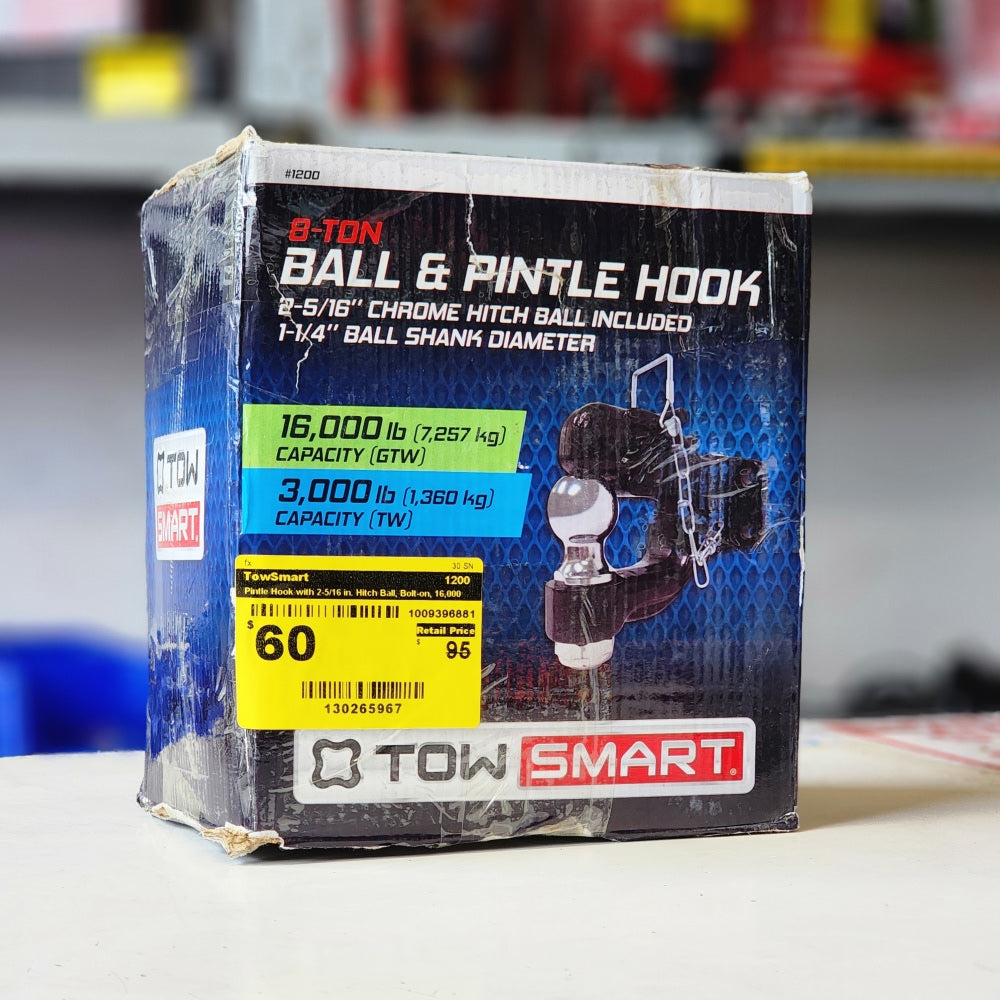 #1200
8-TON
BALL & PINTLE HOOK
2-5/16" CHROME HITCH BALL INCLUDED
1-1/4" BALL SHANK DIAMETER
16,000 lb (7,257 kg)
CAPACITY (GTW)
3,000 lb (1,360 kg)
CAPACITY (TW)
TOW
SMART.
fx 30 SN
TowSmart 1200
Pintle Hook with 2-5/16 in. Hitch Ball, Bolt-on, 16,000
1009396881
$60
Retail Price
$95
130265967
TOW SMART®